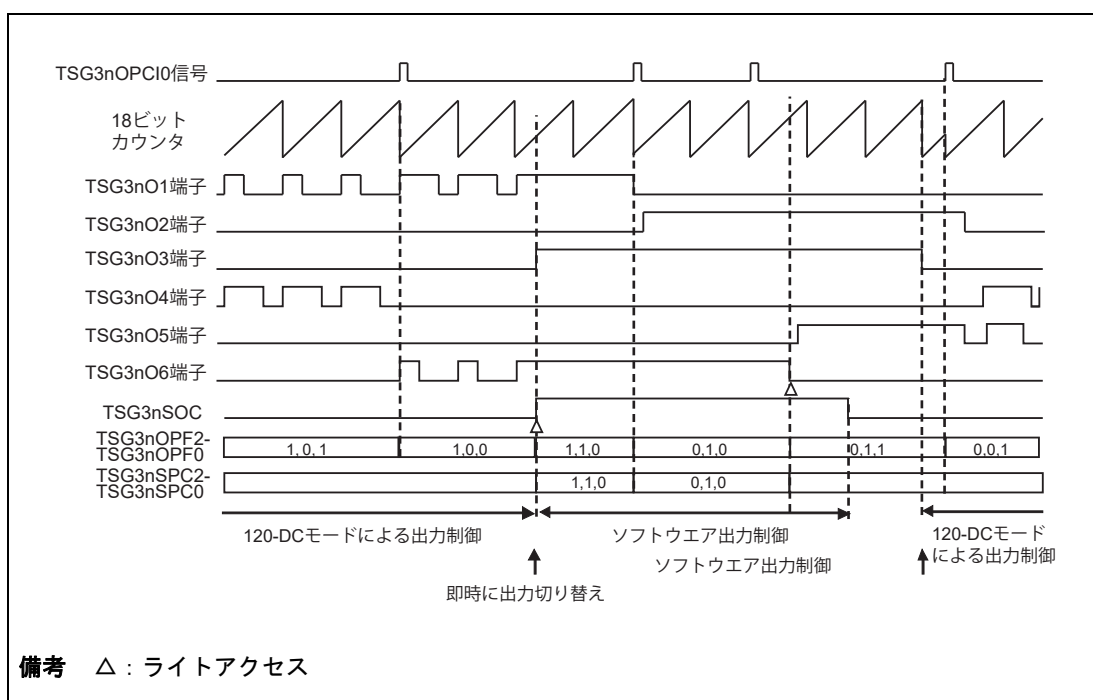 TSG3nOPCI0信号
18ビット
カウンタ
TSG3nO1端子
TSG3nO2端子
TSG3nO3端子
TSG3nO4端子
TSG3nO5端子
TSG3nO6端子
TSG3nSOC
TSG3nOPF2-
TSG3nOPF0
1, 0, 1
1,0,0
1,1,0
0,1,0
0,1,1
0,0,1
TSG3nSPC2-
TSG3nSPC0
1,1,0
0,1,0
120-DCモードによる出力制御
ソフトウエア出力制御
120-DCモード
による出力制御
ソフトウエア出力制御
即時に出力切り替え
備考 △：ライトアクセス